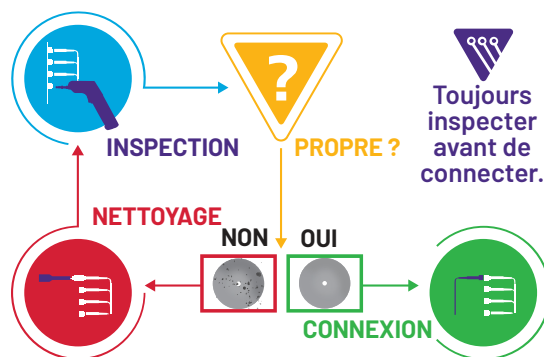 ?
Toujours
inspecter
avant de
connecter.
INSPECTION
PROPRE ?
NETTOYAGE
NON
OUI
CONNEXION